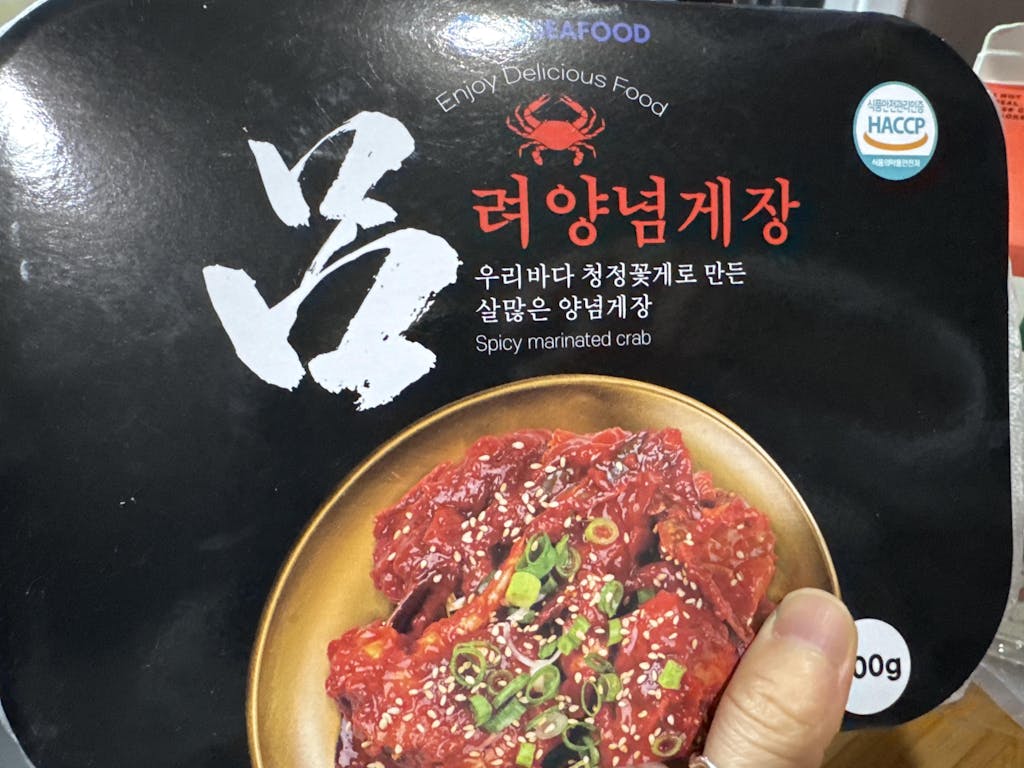 SEAFOOD
Enjoy Delicious Food
呂
려양념게장
우리바다 청정꽃게로 만든
살많은 양념게장
Spicy marinated crab
식품안전관리인증
HACCP
식품의약품안전처
00g